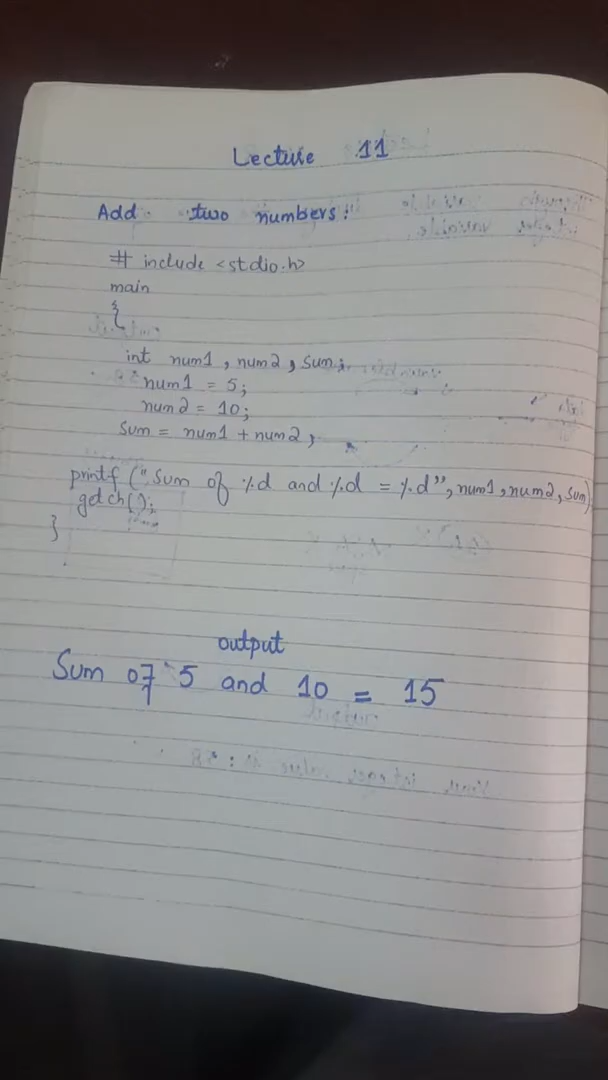 Lecture 11
Add two numbers:
# include <stdio.h>
main
{
int num1, num2, sum;
num1 = 5;
num2 = 10;
sum = num1 + num2,
printf ("Sum of %d and %d = %d", num1, num2, sum)
getch();
}
output
Sum of 5 and 10 = 15